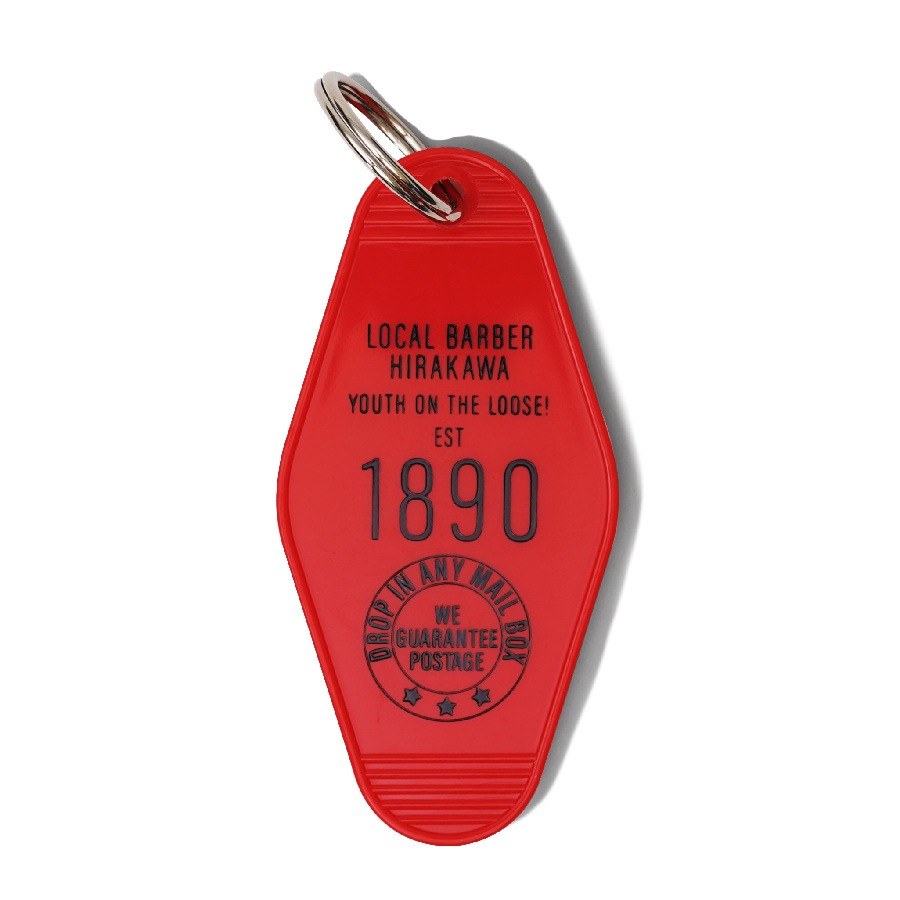 LOCAL BARBER
HIRAKAWA
YOUTH ON THE LOOSE!
EST
1890
DROP IN ANY MAIL BOX
WE
GUARANTEE
POSTAGE